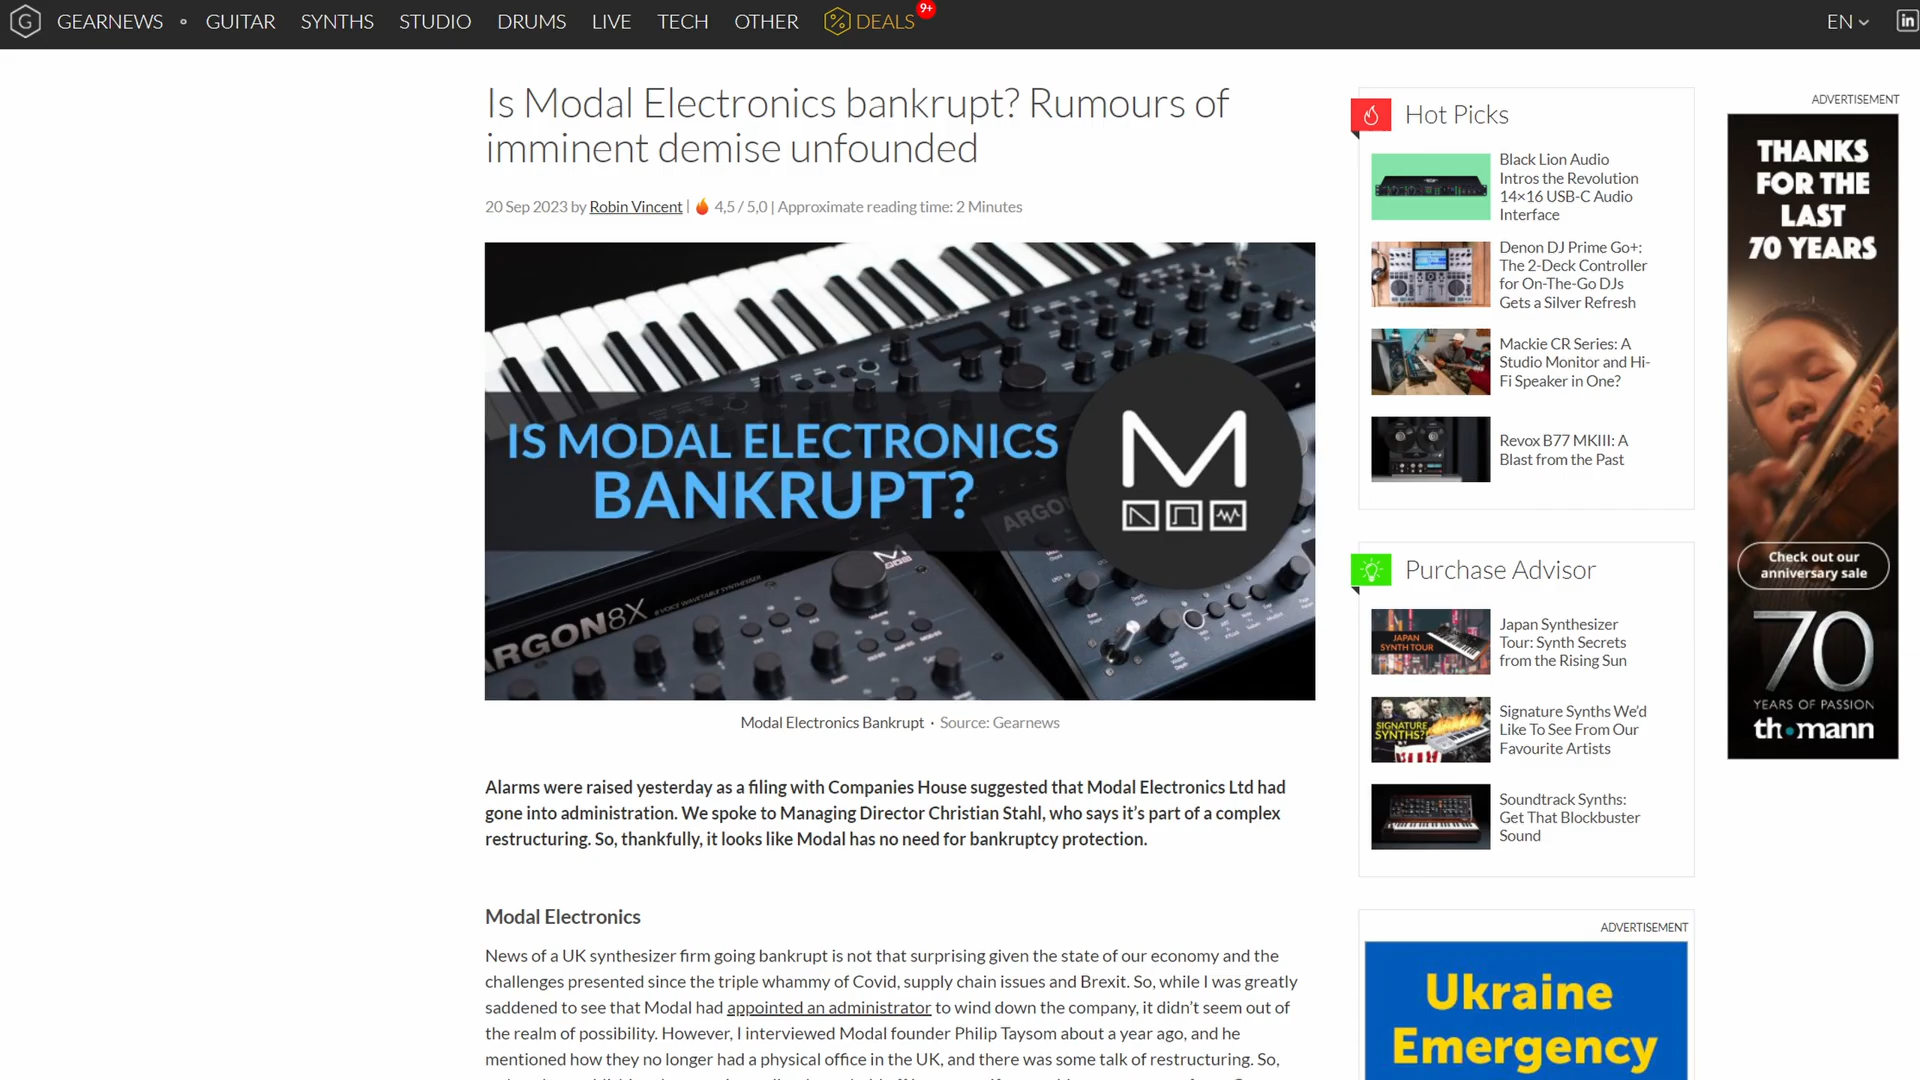 GEARNEWS • GUITAR SYNTHS STUDIO DRUMS LIVE TECH OTHER DEALS 9+ EN in
Is Modal Electronics bankrupt? Rumours of
imminent demise unfounded
20 Sep 2023 by Robin Vincent | 4,5 / 5,0 | Approximate reading time: 2 Minutes
IS MODAL ELECTRONICS
BANKRUPT?
M
ARGON8X
8 VOICE WAVETABLE SYNTHESISER
Modal Electronics Bankrupt · Source: Gearnews
Alarms were raised yesterday as a filing with Companies House suggested that Modal Electronics Ltd had
gone into administration. We spoke to Managing Director Christian Stahl, who says it’s part of a complex
restructuring. So, thankfully, it looks like Modal has no need for bankruptcy protection.
Modal Electronics
News of a UK synthesizer firm going bankrupt is not that surprising given the state of our economy and the
challenges presented since the triple whammy of Covid, supply chain issues and Brexit. So, while I was greatly
saddened to see that Modal had appointed an administrator to wind down the company, it didn’t seem out of
the realm of possibility. However, I interviewed Modal founder Philip Taysom about a year ago, and he
mentioned how they no longer had a physical office in the UK, and there was some talk of restructuring. So,
Hot Picks
Black Lion Audio
Intros the Revolution
14×16 USB-C Audio
Interface
Denon DJ Prime Go+:
The 2-Deck Controller
for On-The-Go DJs
Gets a Silver Refresh
Mackie CR Series: A
Studio Monitor and Hi-
Fi Speaker in One?
Revox B77 MKIII: A
Blast from the Past
Purchase Advisor
JAPAN
SYNTH TOUR
Japan Synthesizer
Tour: Synth Secrets
from the Rising Sun
SIGNATURE
SYNTHS?
Signature Synths We’d
Like To See From Our
Favourite Artists
Soundtrack Synths:
Get That Blockbuster
Sound
ADVERTISEMENT
Ukraine
Emergency
ADVERTISEMENT
THANKS
FOR THE
LAST
70 YEARS
Check out our
anniversary sale
70
YEARS OF PASSION
th•mann